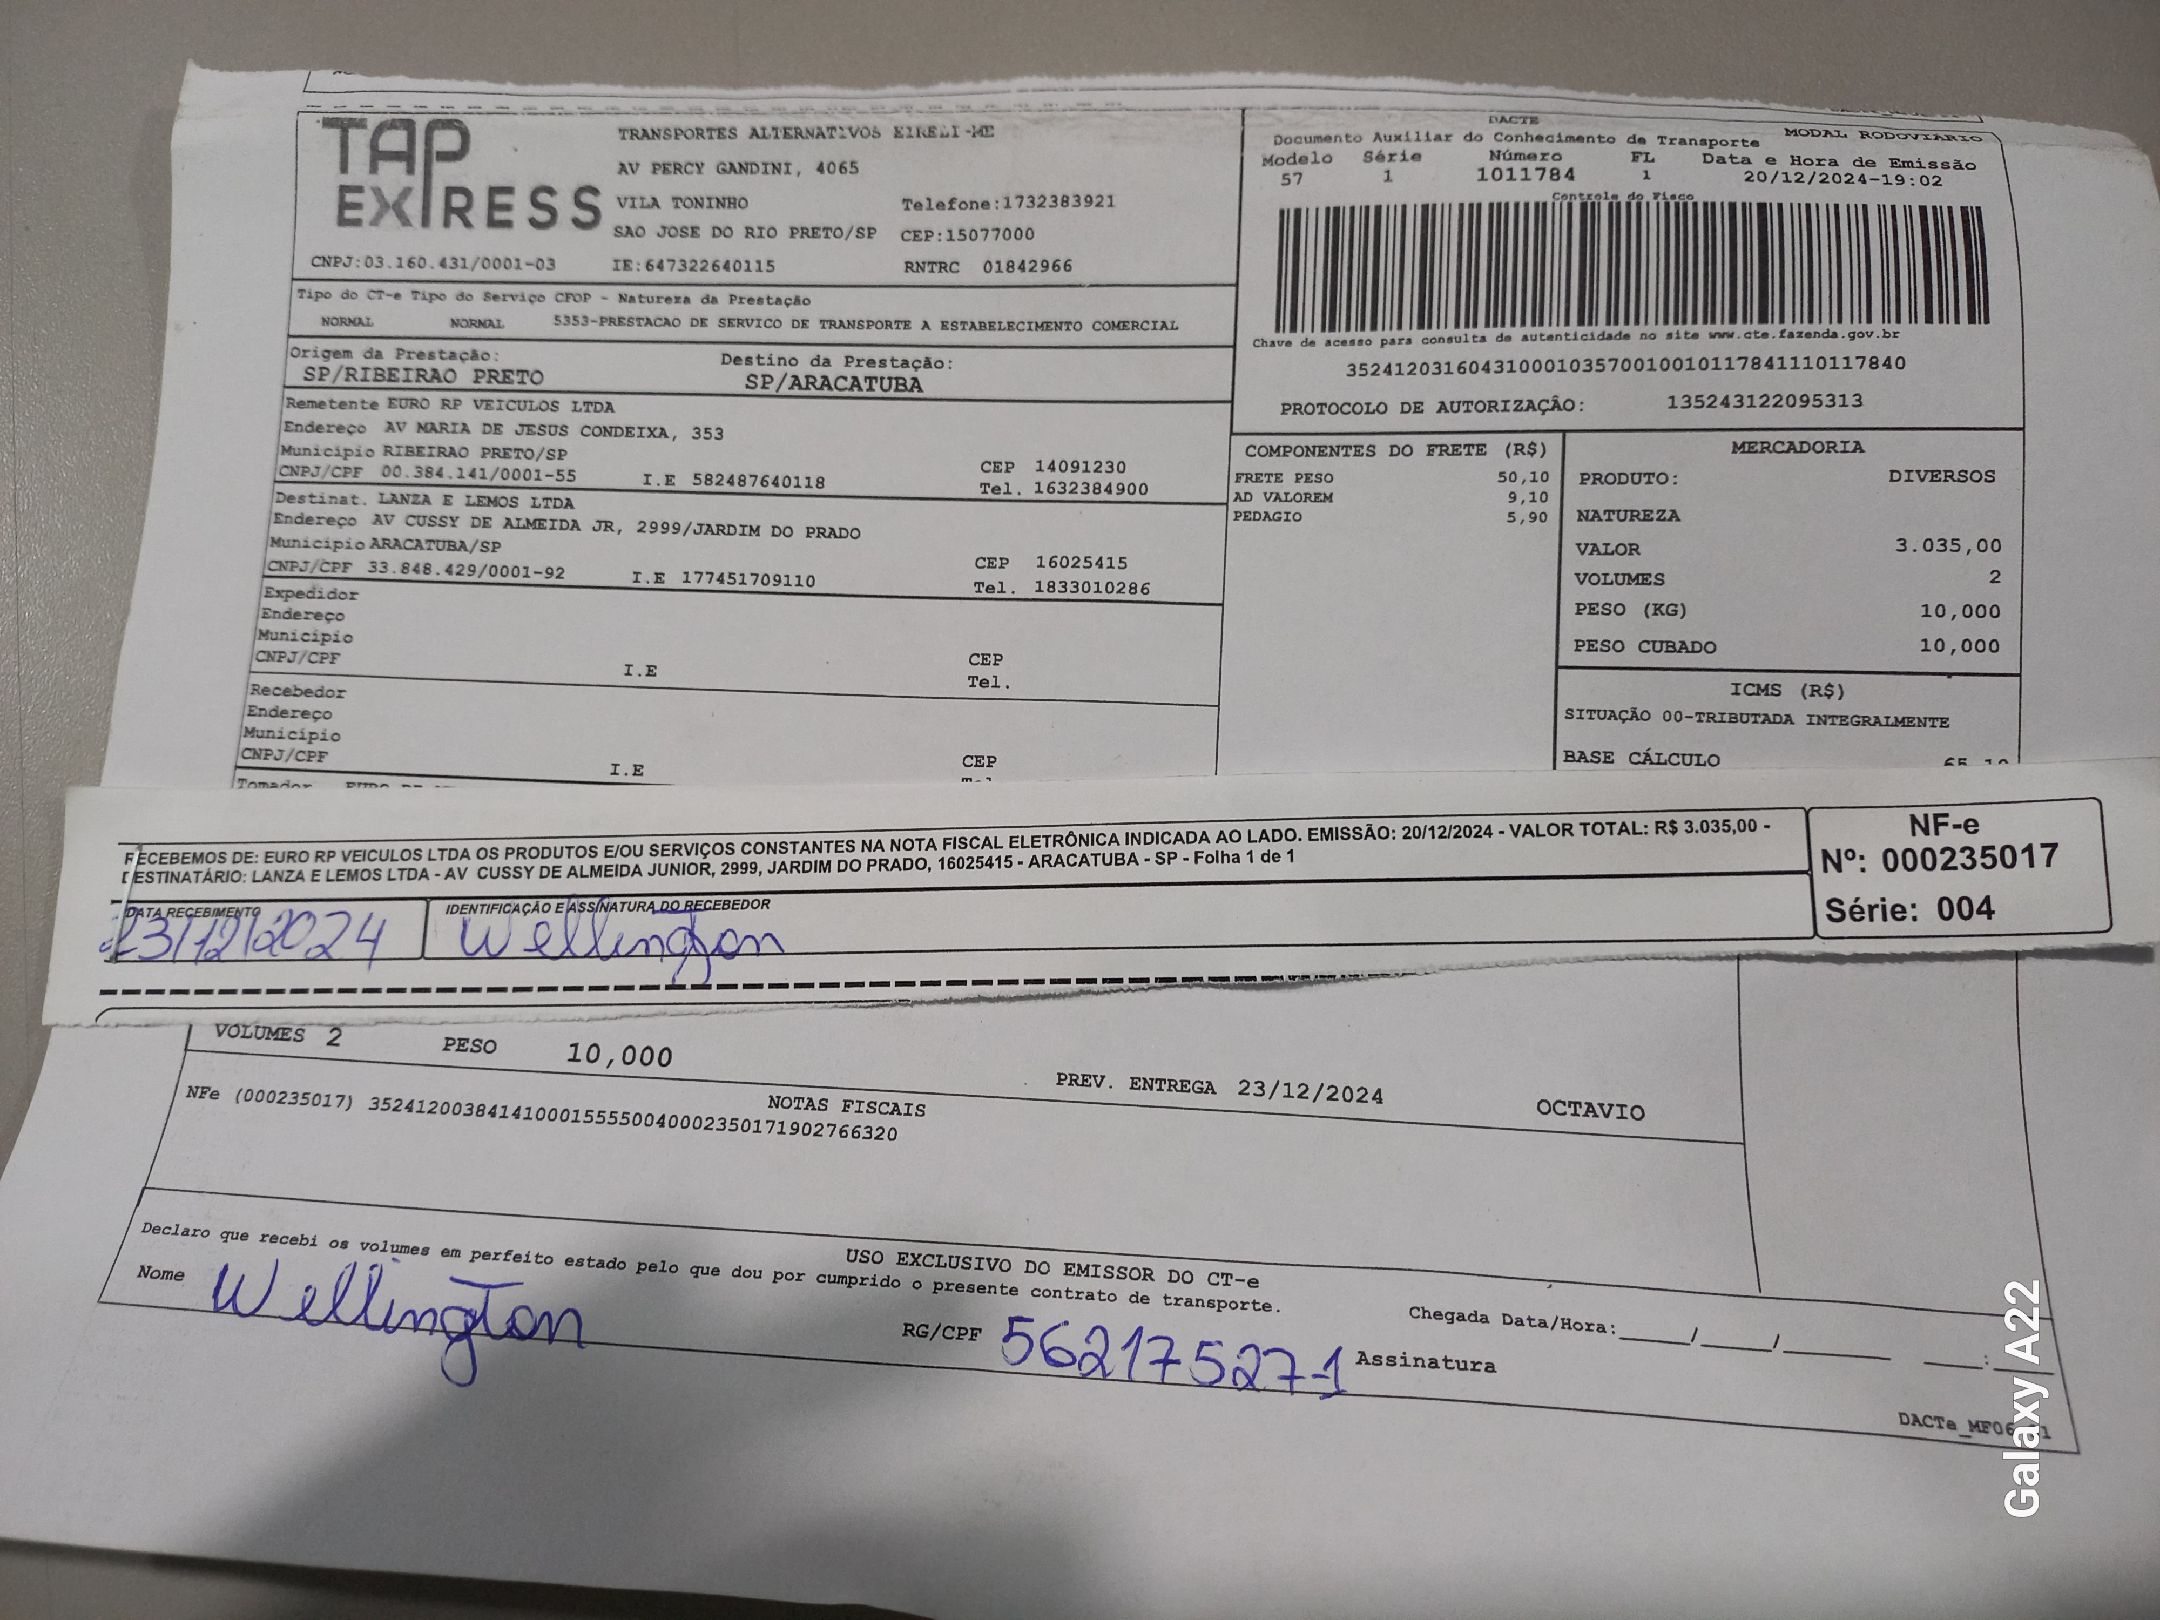 TAP EXPRESS
TRANSPORTES ALTERNATIVOS EIRELI-ME
AV PERCY GANDINI, 4065
VILA TONINHO Telefone:1732383921
SAO JOSE DO RIO PRETO/SP CEP:15077000
CNPJ:03.160.431/0001-03 IE:647322640115 RNTRC 01842966
DACTE
Documento Auxiliar do Conhecimento de Transporte MODAL RODOVIÁRIO
Modelo Série Número FL Data e Hora de Emissão
57 1 1011784 1 20/12/2024-19:02
Controle do Fisco
Chave de acesso para consulta de autenticidade no site www.cte.fazenda.gov.br
35241203160431000103570010010117841110117840
PROTOCOLO DE AUTORIZAÇÂO: 135243122095313
Tipo do CT-e Tipo do Serviço CFOP - Natureza da Prestação
NORMAL NORMAL 5353-PRESTACAO DE SERVICO DE TRANSPORTE A ESTABELECIMENTO COMERCIAL
Origem da Prestação: Destino da Prestação:
SP/RIBEIRAO PRETO SP/ARACATUBA
Remetente EURO RP VEICULOS LTDA
Endereço AV MARIA DE JESUS CONDEIXA, 353
Município RIBEIRAO PRETO/SP CEP 14091230
CNPJ/CPF 00.384.141/0001-55 I.E 582487640118 Tel. 1632384900
Destinat. LANZA E LEMOS LTDA
Endereço AV CUSSY DE ALMEIDA JR, 2999/JARDIM DO PRADO
Município ARACATUBA/SP CEP 16025415
CNPJ/CPF 33.848.429/0001-92 I.E 177451709110 Tel. 1833010286
Expedidor
Endereço
Município
CNPJ/CPF I.E CEP
Tel.
Recebedor
Endereço
Município
CNPJ/CPF I.E CEP
Tomador
COMPONENTES DO FRETE (R$)
FRETE PESO 50,10
AD VALOREM 9,10
PEDAGIO 5,90
MERCADORIA
PRODUTO: DIVERSOS
NATUREZA
VALOR 3.035,00
VOLUMES 2
PESO (KG) 10,000
PESO CUBADO 10,000
ICMS (R$)
SITUAÇÃO 00-TRIBUTADA INTEGRALMENTE
BASE CÁLCULO 65,10
RECEBEMOS DE: EURO RP VEICULOS LTDA OS PRODUTOS E/OU SERVIÇOS CONSTANTES NA NOTA FISCAL ELETRÔNICA INDICADA AO LADO. EMISSÃO: 20/12/2024 - VALOR TOTAL: R$ 3.035,00 -
DESTINATÁRIO: LANZA E LEMOS LTDA - AV CUSSY DE ALMEIDA JUNIOR, 2999, JARDIM DO PRADO, 16025415 - ARACATUBA - SP - Folha 1 de 1
DATA RECEBIMENTO IDENTIFICAÇÃO E ASSINATURA DO RECEBEDOR
23/12/2024 Wellington
NF-e
Nº: 000235017
Série: 004
VOLUMES 2 PESO 10,000 PREV. ENTREGA 23/12/2024 OCTAVIO
NOTAS FISCAIS
NFe (000235017) 35241200384141000155550040002350171902766320
USO EXCLUSIVO DO EMISSOR DO CT-e
Declaro que recebi os volumes em perfeito estado pelo que dou por cumprido o presente contrato de transporte.
Nome Wellington RG/CPF 56217527-1 Assinatura
Chegada Data/Hora:____/____/______ ___:___
Galaxy A22